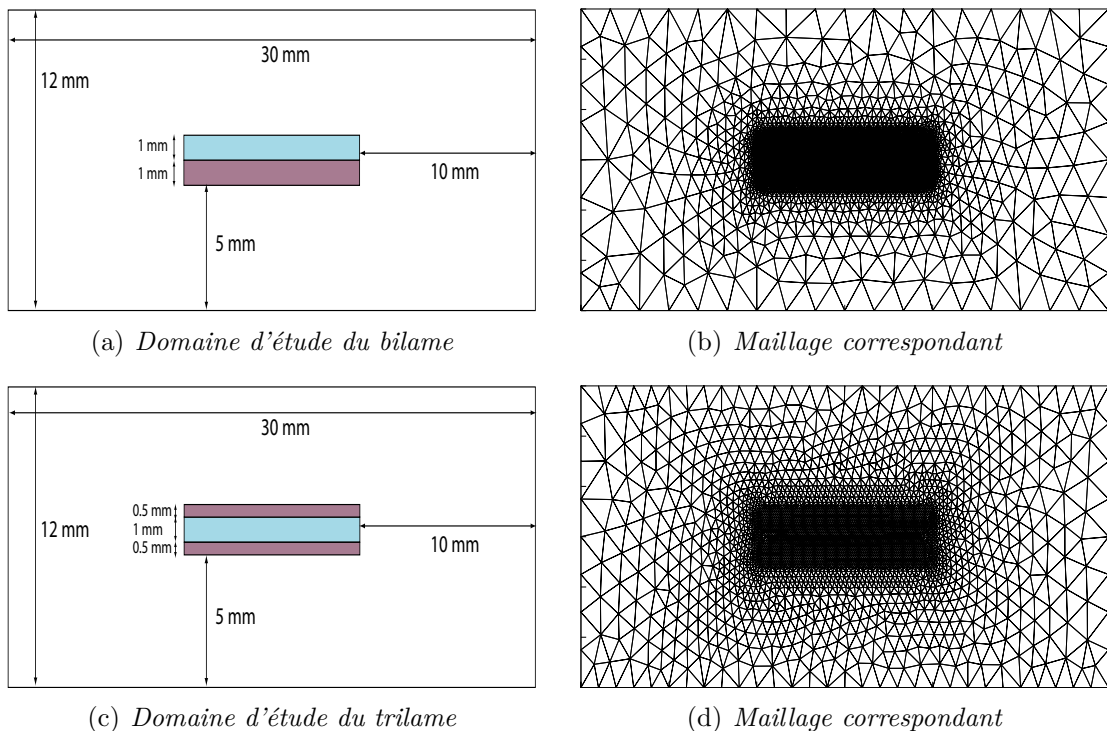 30 mm
12 mm
1 mm
1 mm
10 mm
5 mm
(a) Domaine d'étude du bilame
(b) Maillage correspondant
30 mm
12 mm
0.5 mm
1 mm
0.5 mm
10 mm
5 mm
(c) Domaine d'étude du trilame
(d) Maillage correspondant